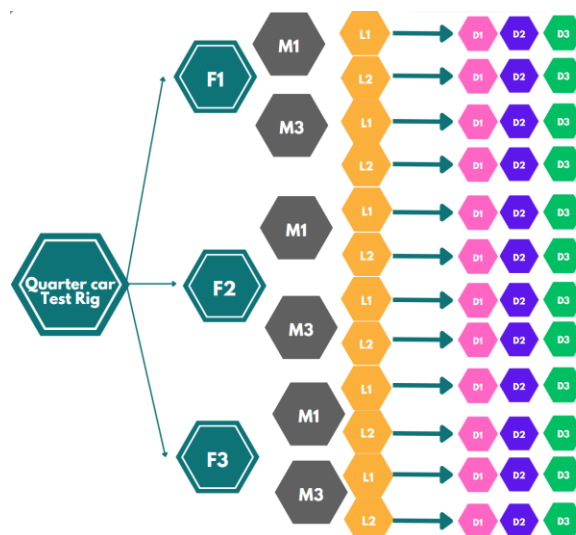 Quarter car
Test Rig
F1
M1
L1 D1 D2 D3
L2 D1 D2 D3
M3
L1 D1 D2 D3
L2 D1 D2 D3
F2
M1
L1 D1 D2 D3
L2 D1 D2 D3
M3
L1 D1 D2 D3
L2 D1 D2 D3
F3
M1
L1 D1 D2 D3
L2 D1 D2 D3
M3
L1 D1 D2 D3
L2 D1 D2 D3